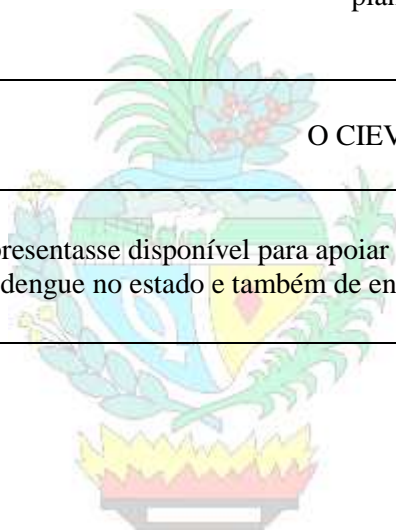 O CIEV
presentasse disponível para apoiar
dengue no estado e também de en